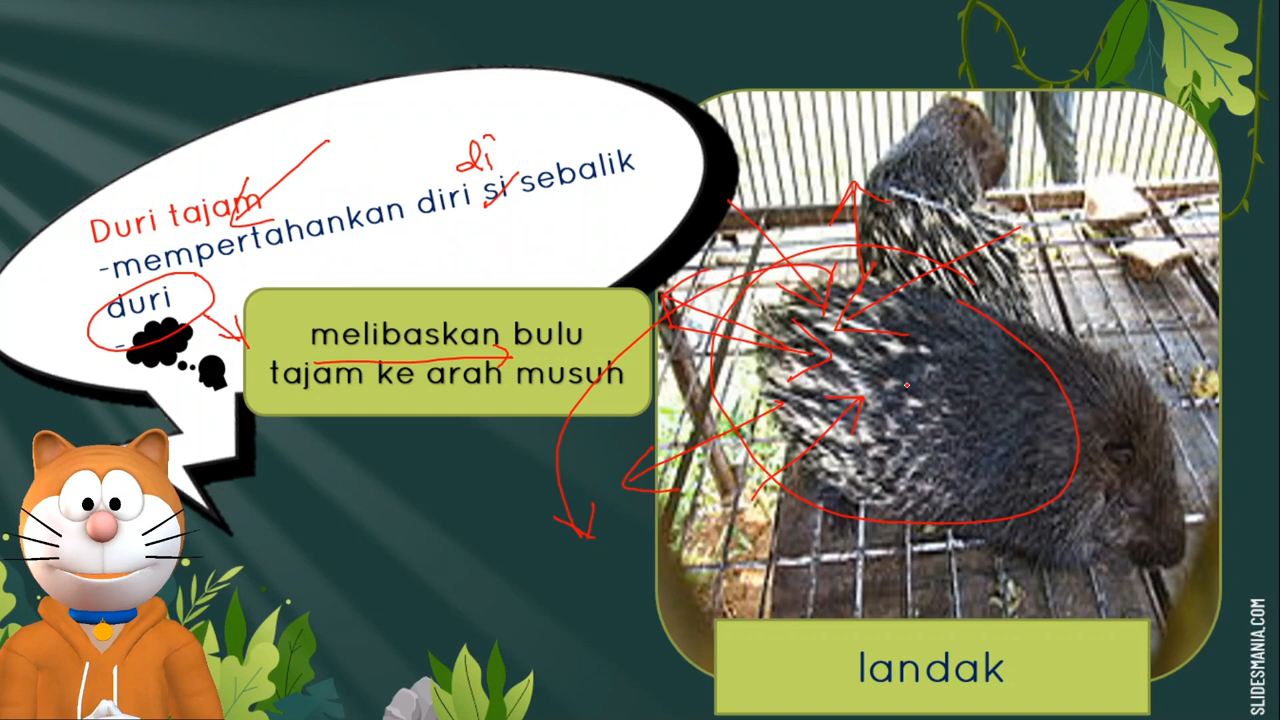 di
Duri tajam
-mempertahankan diri si sebalik
duri
-
melibaskan bulu
tajam ke arah musuh
landak
SLIDESMANIA.COM